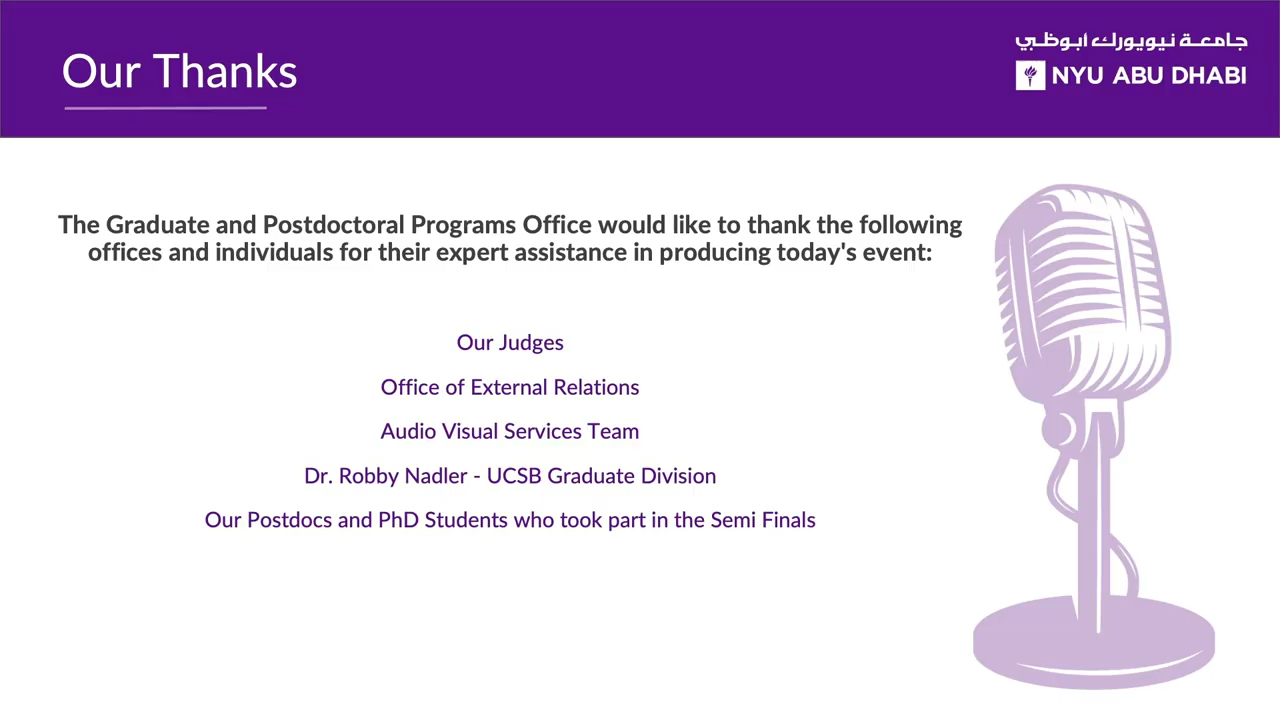 Our Thanks
جامعـة نيويورك أبوظـبي
NYU ABU DHABI
The Graduate and Postdoctoral Programs Office would like to thank the following
offices and individuals for their expert assistance in producing today's event:
Our Judges
Office of External Relations
Audio Visual Services Team
Dr. Robby Nadler - UCSB Graduate Division
Our Postdocs and PhD Students who took part in the Semi Finals